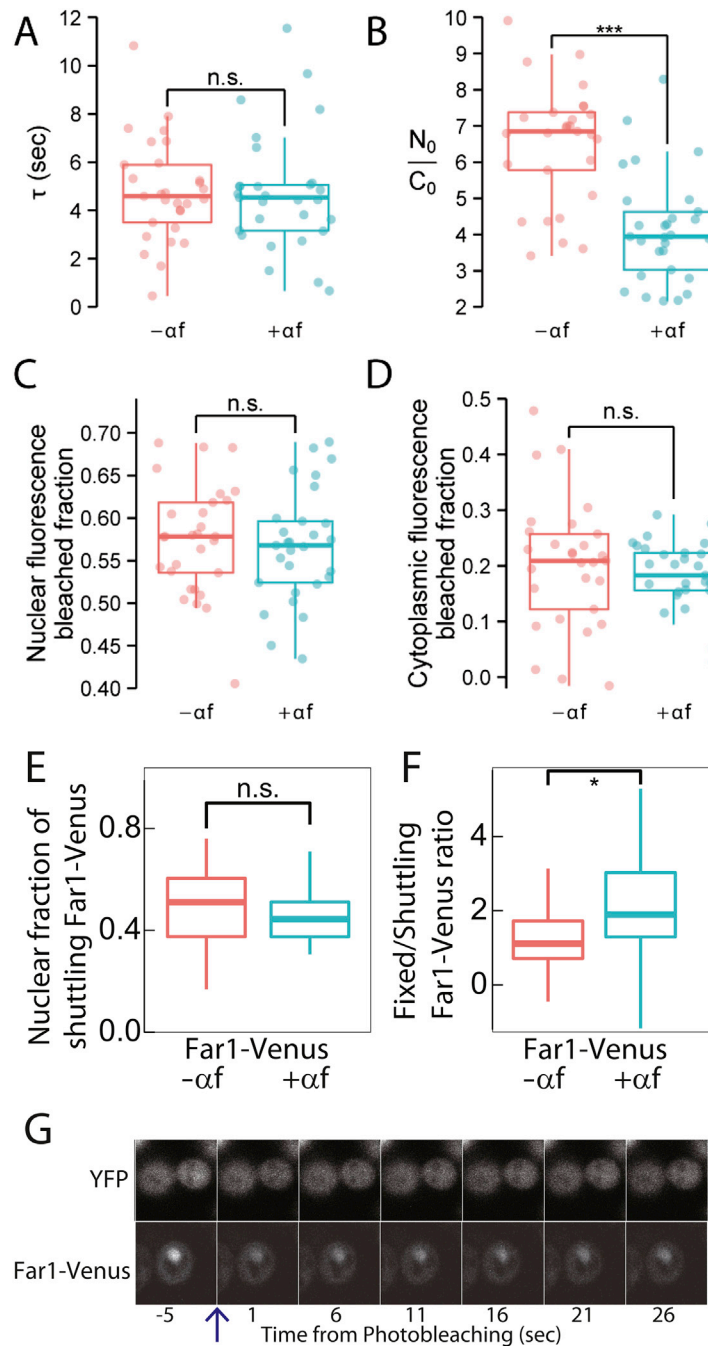 A
τ (sec)
12
10
8
6
4
2
0
n.s.
−αf
+αf
B
N0
C0
10
9
8
7
6
5
4
3
2
***
−αf
+αf
C
Nuclear fluorescence
bleached fraction
0.70
0.65
0.60
0.55
0.50
0.45
0.40
n.s.
−αf
+αf
D
Cytoplasmic fluorescence
bleached fraction
0.5
0.4
0.3
0.2
0.1
0.0
n.s.
−αf
+αf
E
Nuclear fraction of
shuttling Far1-Venus
0.8
0.4
0.0
n.s.
Far1-Venus
-αf +αf
F
Fixed/Shuttling
Far1-Venus ratio
4
2
0
*
Far1-Venus
-αf +αf
G
YFP
Far1-Venus
-5 1 6 11 16 21 26
Time from Photobleaching (sec)